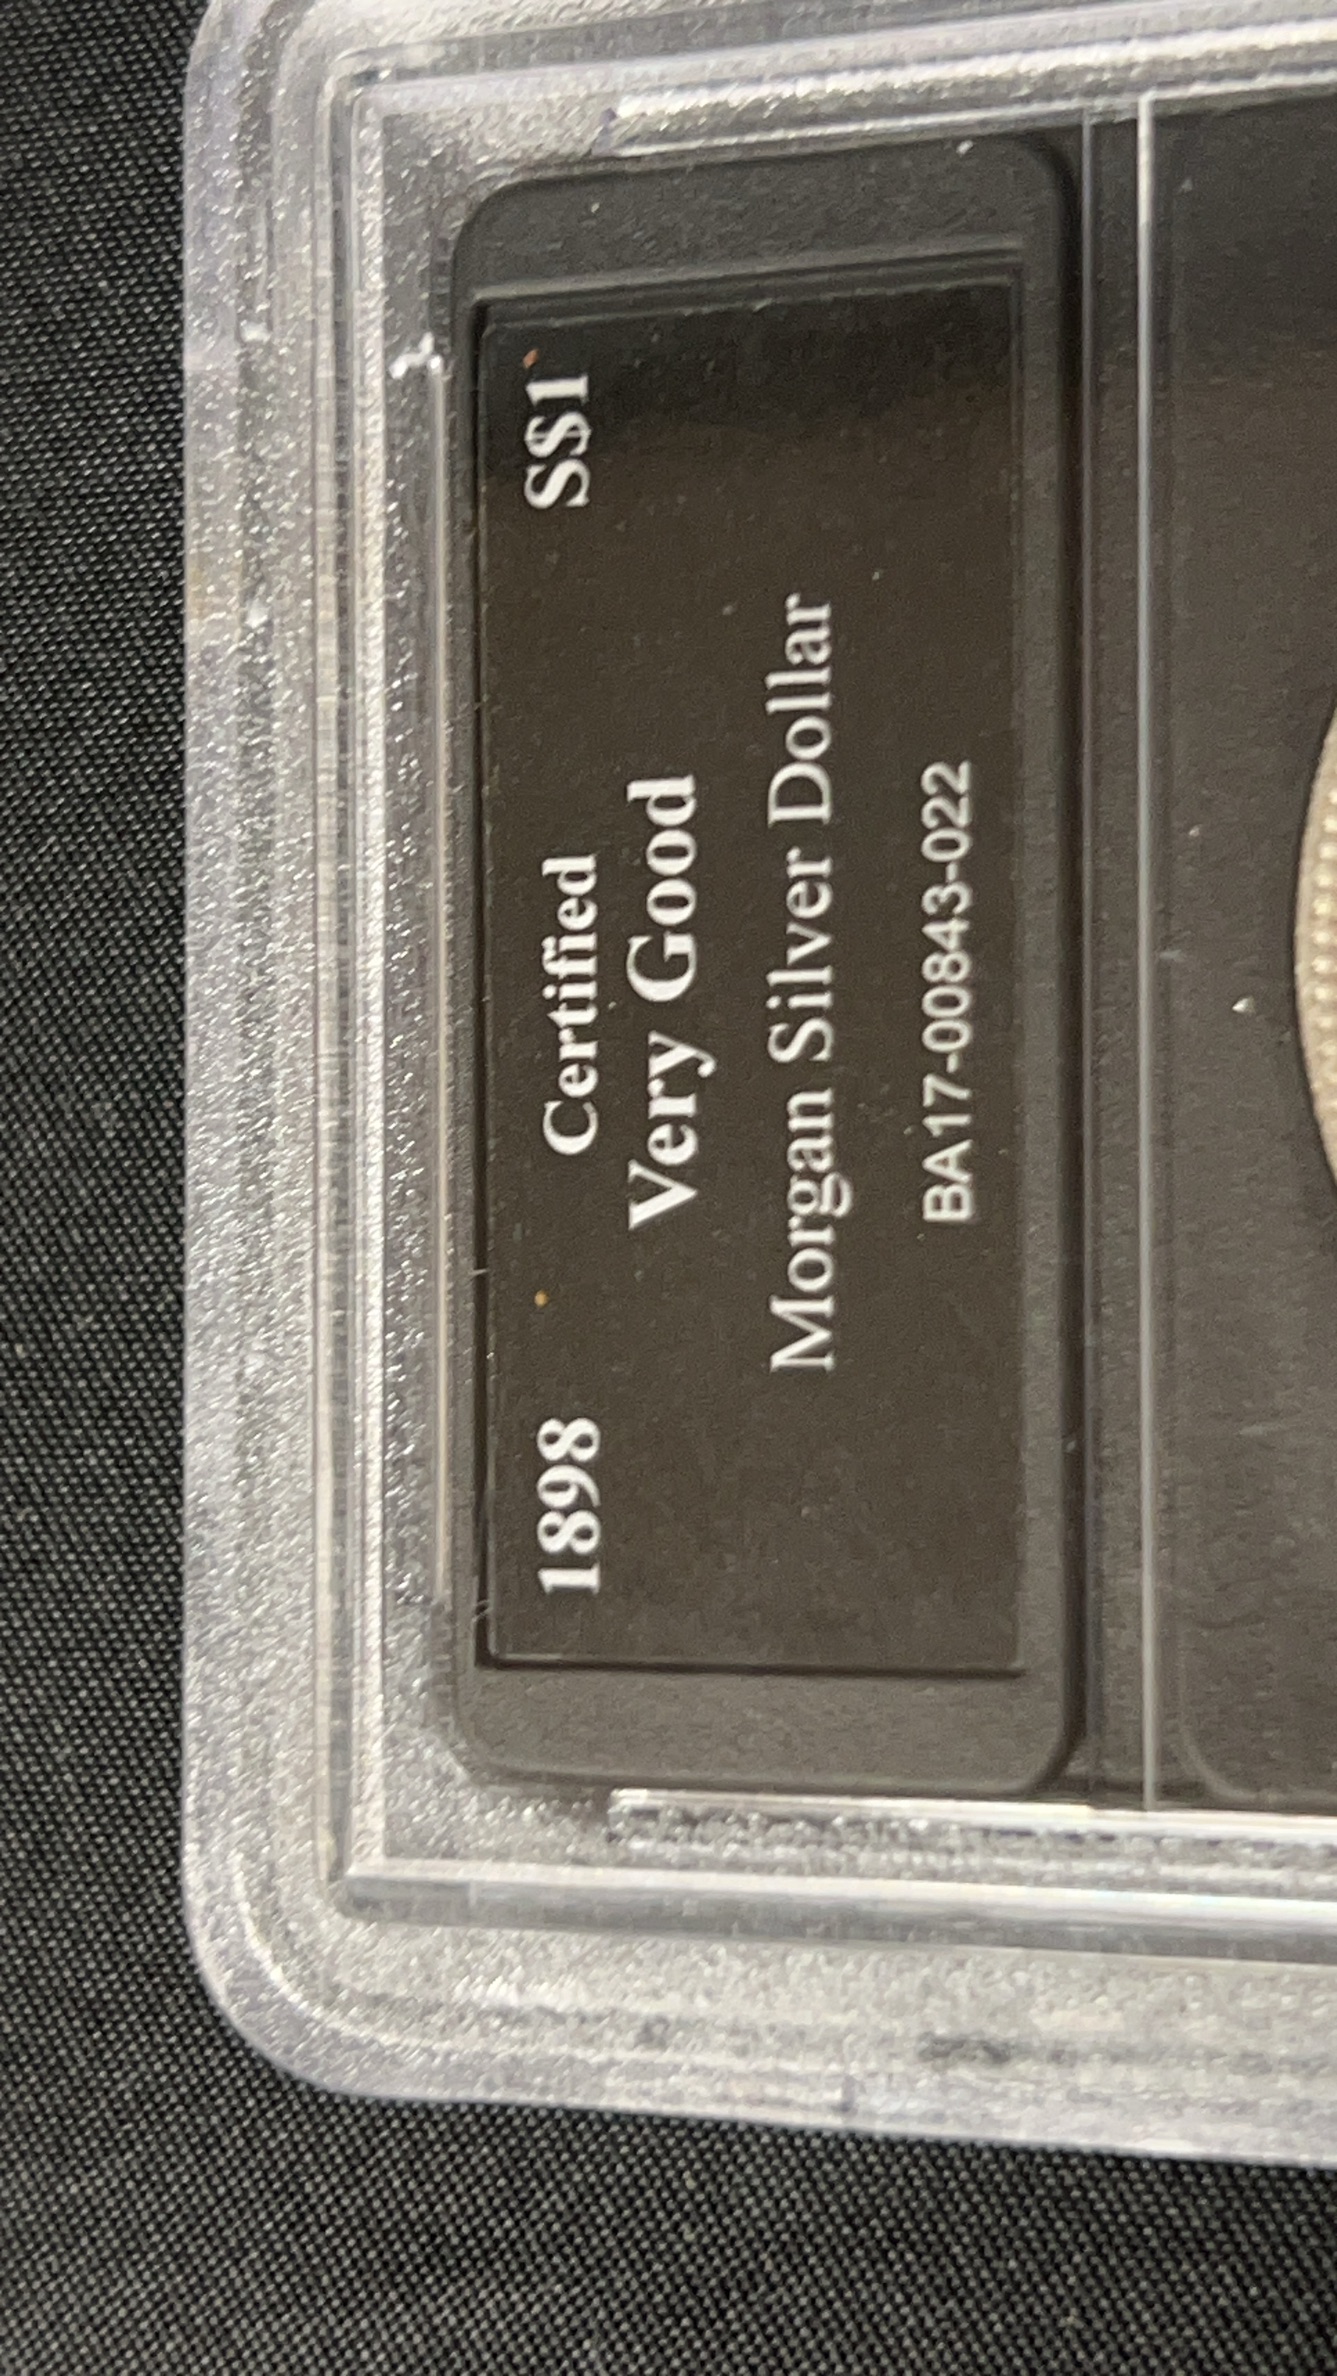 1898 Certified S$1
Very Good
Morgan Silver Dollar
BA17-00843-022